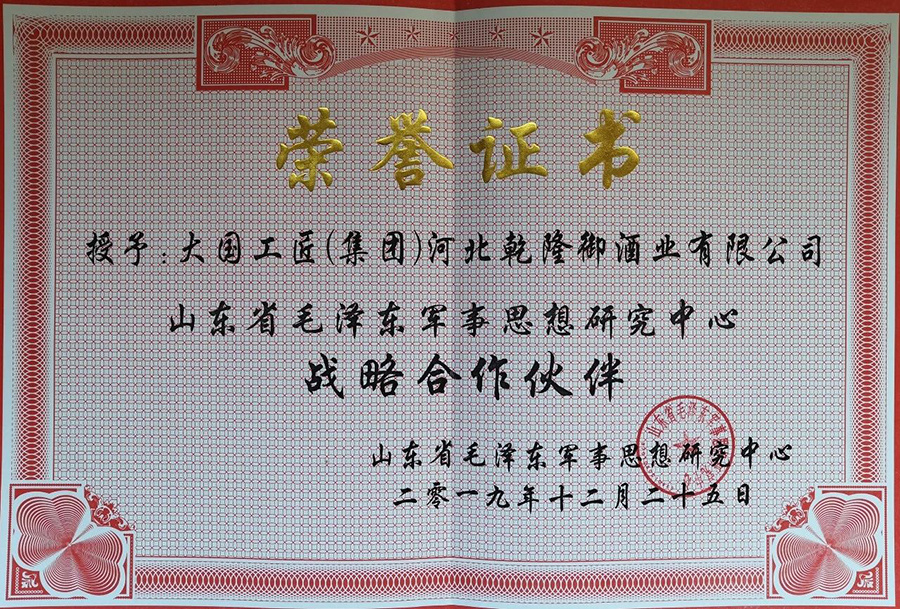 荣誉证书
授予:大国工匠(集团)河北乾隆御酒业有限公司
山东省毛泽东军事思想研究中心
战略合作伙伴
山东省毛泽东军事思想研究中心
二零一九年十二月二十五日